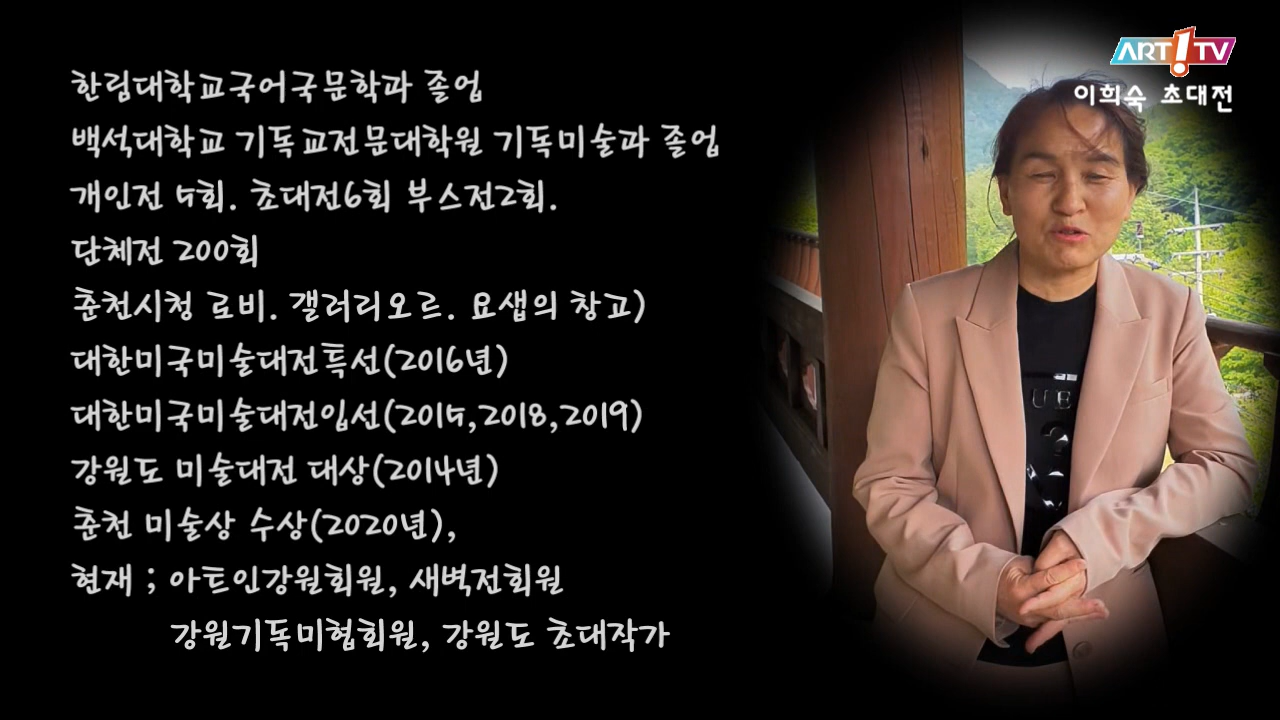 ART!TV
이희숙 초대전
한림대학교국어국문학과 졸업
백석대학교 기독교전문대학원 기독미술과 졸업
개인전 5회. 초대전6회 부스전2회.
단체전 200회
춘천시청 로비. 갤러리오르. 요샙의 창고)
대한미국미술대전특선(2016년)
대한미국미술대전입선(2015,2018,2019)
강원도 미술대전 대상(2014년)
춘천 미술상 수상(2020년),
현재 ; 아트인강원회원, 새벽전회원
강원기독미협회원, 강원도 초대작가
UE